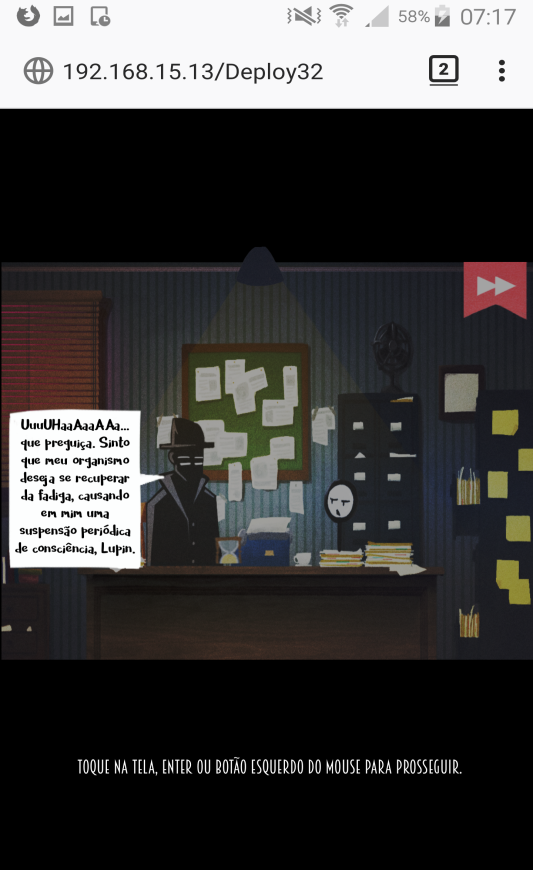 58% 07:17
192.168.15.13/Deploy32 2
UuuUHaaAaaAAa...
que preguiça. Sinto
que meu organismo
deseja se recuperar
da fadiga, causando
em mim uma
suspensão periódica
de consciência, Lupin.
TOQUE NA TELA, ENTER OU BOTÃO ESQUERDO DO MOUSE PARA PROSSEGUIR.